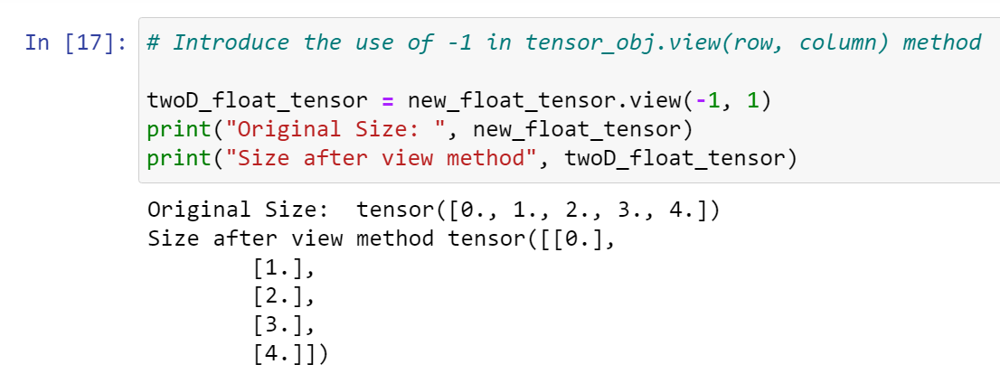 In [17]: # Introduce the use of -1 in tensor_obj.view(row, column) method
twoD_float_tensor = new_float_tensor.view(-1, 1)
print("Original Size: ", new_float_tensor)
print("Size after view method", twoD_float_tensor)
Original Size:  tensor([0., 1., 2., 3., 4.])
Size after view method tensor([[0.],
        [1.],
        [2.],
        [3.],
        [4.]])